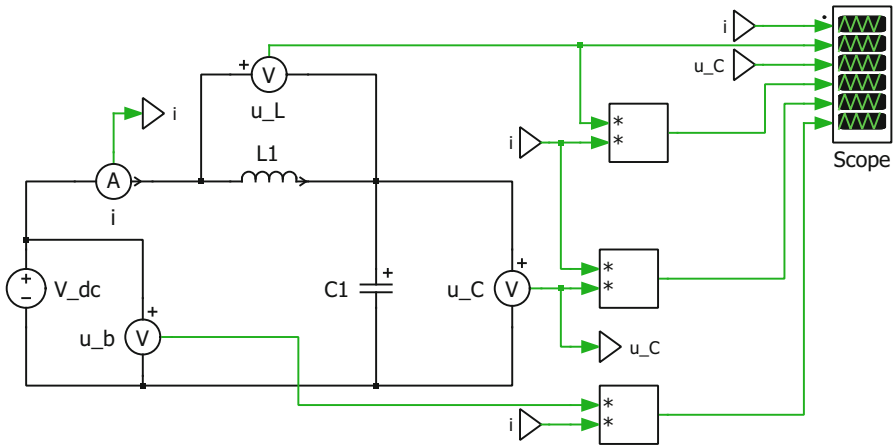 i
u_C
V
u_L
i
*
*
i
Scope
L1
A
i
V_dc
C1
u_C
V
*
*
u_b
V
u_C
*
*
i